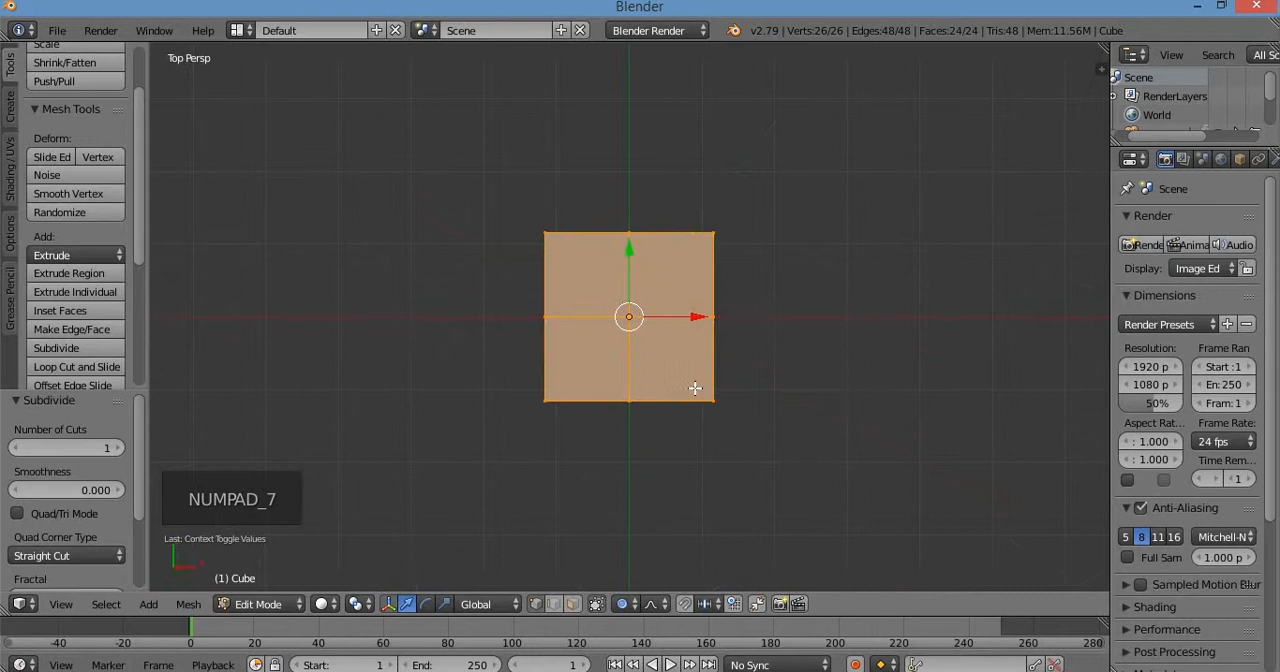 Blender
File Render Window Help Default Scene Blender Render v2.79 | Verts:26/26 | Edges:48/48 | Faces:24/24 | Tris:48 | Mem:11.56M | Cube
Tools
Create
Shading / UVs
Options
Grease Pencil
Scale
Shrink/Fatten
Push/Pull
Mesh Tools
Deform:
Slide Ed Vertex
Noise
Smooth Vertex
Randomize
Add:
Extrude
Extrude Region
Extrude Individual
Inset Faces
Make Edge/Face
Subdivide
Loop Cut and Slide
Offset Edge Slide
Subdivide
Number of Cuts
1
Smoothness
0.000
Quad/Tri Mode
Quad Corner Type
Straight Cut
Fractal
Top Persp
NUMPAD_7
Last: Context Toggle Values
(1) Cube
View Select Add Mesh Edit Mode Global
-40 -20 0 20 40 60 80 100 120 140 160 180 200 220 240 260 280
View Marker Frame Playback Start: 1 End: 250 1 No Sync
View Search All Sc
Scene
RenderLayers
World
Scene
Render
Rende Anima Audio
Display: Image Ed
Dimensions
Render Presets
Resolution: Frame Ran
1920 p Start :1
1080 p En: 250
50% Fram: 1
Aspect Rat... Frame Rate:
: 1.000 24 fps
: 1.000 Time Rem...
1
Anti-Aliasing
5 8 11 16 Mitchell-N
Full Sam 1.000 p
Sampled Motion Blur
Shading
Performance
Post Processing